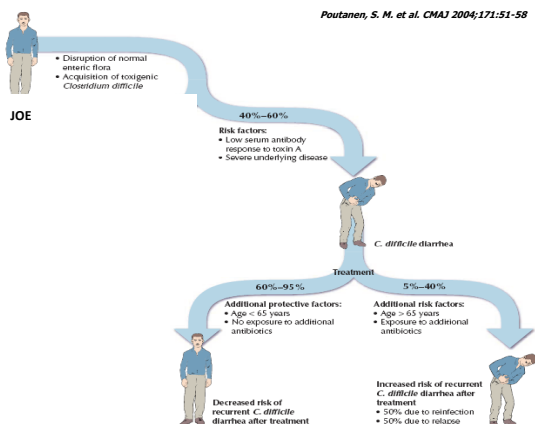 Poutanen, S. M. et al. CMAJ 2004;171:51-58
• Disruption of normal
enteric flora
• Acquisition of toxigenic
Clostridium difficile
JOE
40%–60%
Risk factors:
• Low serum antibody
response to toxin A
• Severe underlying disease
C. difficile diarrhea
Treatment
60%–95%
Additional protective factors:
• Age < 65 years
• No exposure to additional
antibiotics
5%–40%
Additional risk factors:
• Age > 65 years
• Exposure to additional
antibiotics
Decreased risk of
recurrent C. difficile
diarrhea after treatment
Increased risk of recurrent
C. difficile diarrhea after
treatment
• 50% due to reinfection
• 50% due to relapse